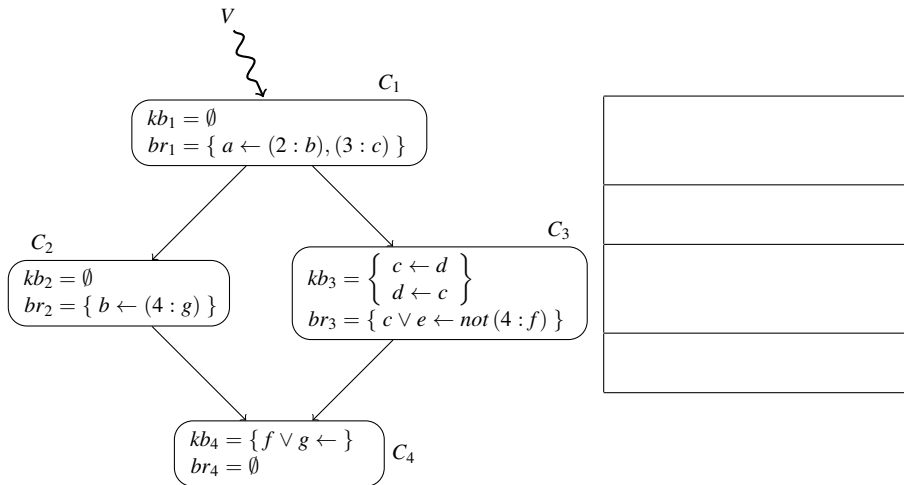 V
C₁
kb₁ = ∅
br₁ = { a ← (2 : b), (3 : c) }
C₂
kb₂ = ∅
br₂ = { b ← (4 : g) }
C₃
kb₃ = { c ← d
d ← c }
br₃ = { c ∨ e ← not (4 : f) }
kb₄ = { f ∨ g ← }
br₄ = ∅
C₄